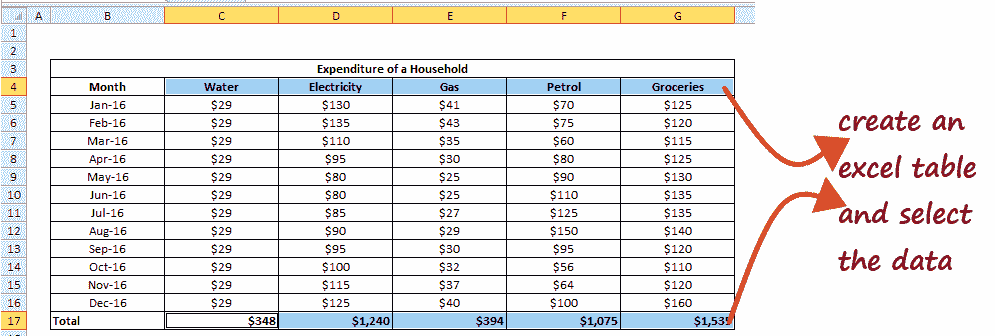 A B C D E F G
1
2
3 Expenditure of a Household
4 Month Water Electricity Gas Petrol Groceries
5 Jan-16 $29 $130 $41 $70 $125
6 Feb-16 $29 $135 $43 $75 $120
7 Mar-16 $29 $110 $35 $60 $115
8 Apr-16 $29 $95 $30 $80 $125
9 May-16 $29 $80 $25 $90 $130
10 Jun-16 $29 $80 $25 $110 $135
11 Jul-16 $29 $85 $27 $125 $135
12 Aug-16 $29 $90 $29 $150 $140
13 Sep-16 $29 $95 $30 $95 $120
14 Oct-16 $29 $100 $32 $56 $110
15 Nov-16 $29 $115 $37 $64 $120
16 Dec-16 $29 $125 $40 $100 $160
17 Total $348 $1,240 $394 $1,075 $1,535
create an
excel table
and select
the data